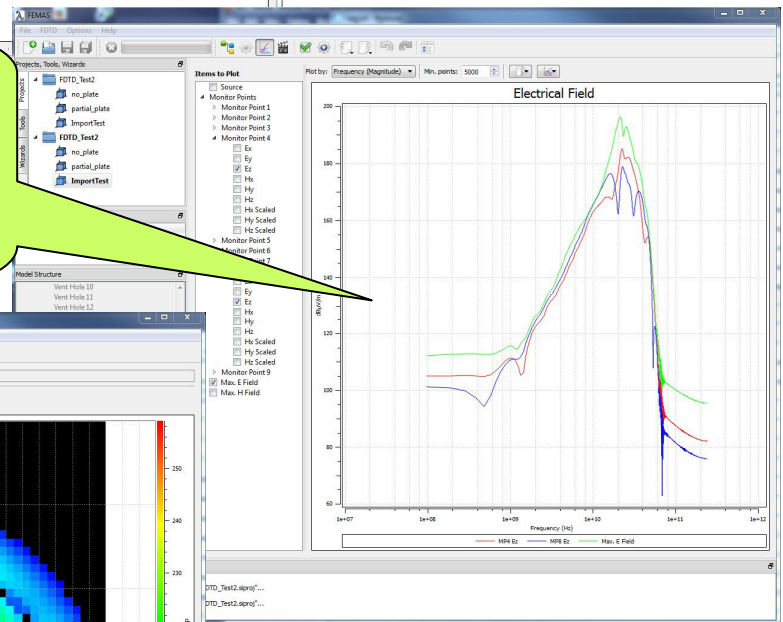 FEMAS
File FDTD Options Help
Projects, Tools, Wizards
Projects
Tools
Wizards
FDTD_Test2
no_plate
partial_plate
ImportTest
FDTD_Test2
no_plate
partial_plate
ImportTest
Model Structure
Vent Hole 10
Vent Hole 11
Vent Hole 12
Items to Plot
Source
Monitor Points
Monitor Point 1
Monitor Point 2
Monitor Point 3
Monitor Point 4
Ex
Ey
Ez
Hx
Hy
Hz
Hx Scaled
Hy Scaled
Hz Scaled
Monitor Point 5
Monitor Point 6
Monitor Point 7
Ey
Ez
Hx
Hy
Hz
Hx Scaled
Hy Scaled
Hz Scaled
Monitor Point 9
Max. E Field
Max. H Field
Plot by: Frequency (Magnitude) Min. points: 5000
Electrical Field
200
180
160
140
120
100
80
60
dBµV/m
1e+07 1e+08 1e+09 1e+10 1e+11 1e+12
Frequency (Hz)
MP4 Ez MP8 Ez Max. E Field
250
240
230
DTD_Test2.siproj"...
DTD_Test2.siproj"...